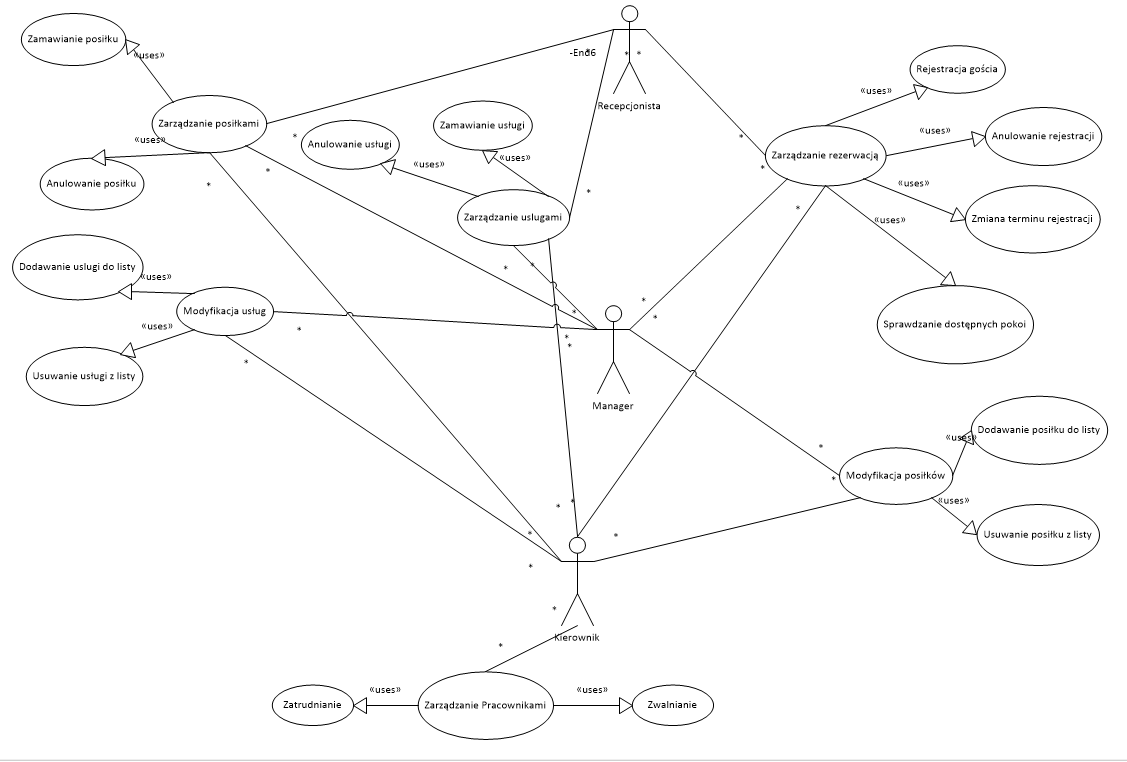 Zamawianie posiłku
«uses»
-End6
*
*
*
Recepcjonista
Rejestracja gościa
«uses»
Zarządzanie posiłkami
*
«uses»
Anulowanie posiłku
*
*
Anulowanie usługi
«uses»
Zamawianie usługi
«uses»
Zarządzanie uslugami
*
*
*
Zarządzanie rezerwacją
*
*
*
«uses»
Anulowanie rejestracji
«uses»
Zmiana terminu rejestracji
«uses»
Sprawdzanie dostępnych pokoi
Dodawanie uslugi do listy
«uses»
Modyfikacja usług
*
*
«uses»
Usuwanie usługi z listy
*
*
*
*
*
Manager
*
*
Modyfikacja posiłków
*
Dodawanie posiłku do listy
«uses»
«uses»
Usuwanie posiłku z listy
*
*
*
*
*
Kierownik
*
Zatrudnianie
«uses»
Zarządzanie Pracownikami
«uses»
Zwalnianie